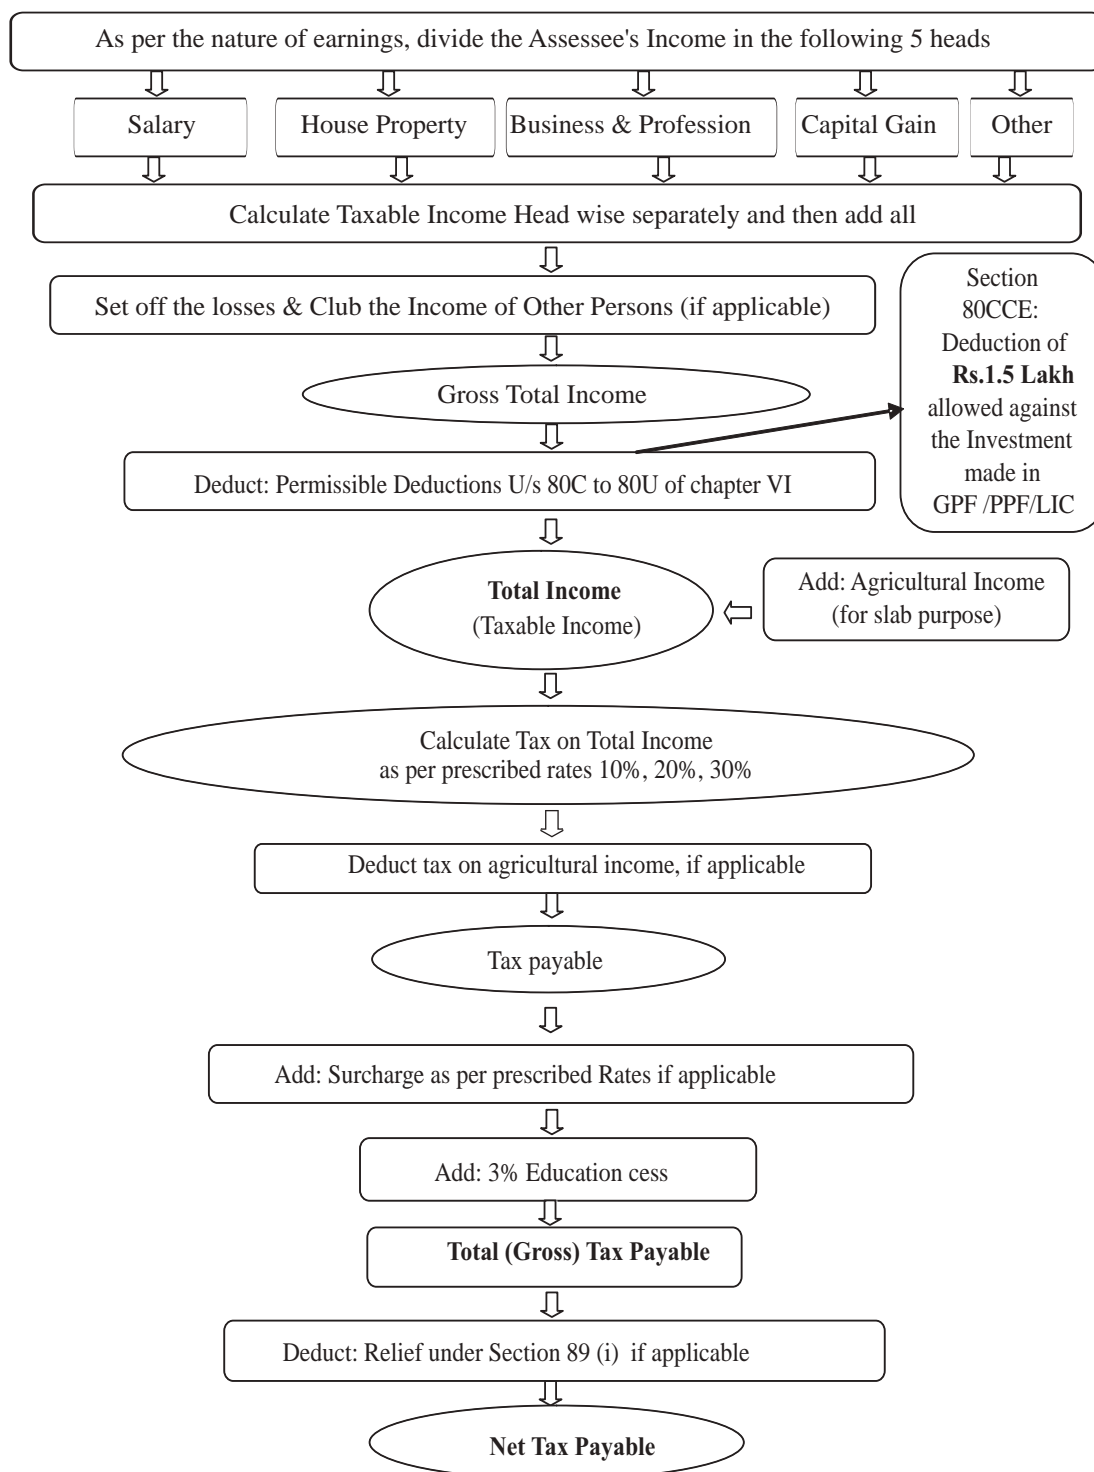 As per the nature of earnings, divide the Assessee's Income in the following 5 heads
Salary
House Property
Business & Profession
Capital Gain
Other
Calculate Taxable Income Head wise separately and then add all
Set off the losses & Club the Income of Other Persons (if applicable)
Section
80CCE:
Deduction of
Rs.1.5 Lakh
allowed against
the Investment
made in
GPF /PPF/LIC
Gross Total Income
Deduct: Permissible Deductions U/s 80C to 80U of chapter VI
Total Income
(Taxable Income)
Add: Agricultural Income
(for slab purpose)
Calculate Tax on Total Income
as per prescribed rates 10%, 20%, 30%
Deduct tax on agricultural income, if applicable
Tax payable
Add: Surcharge as per prescribed Rates if applicable
Add: 3% Education cess
Total (Gross) Tax Payable
Deduct: Relief under Section 89 (i) if applicable
Net Tax Payable